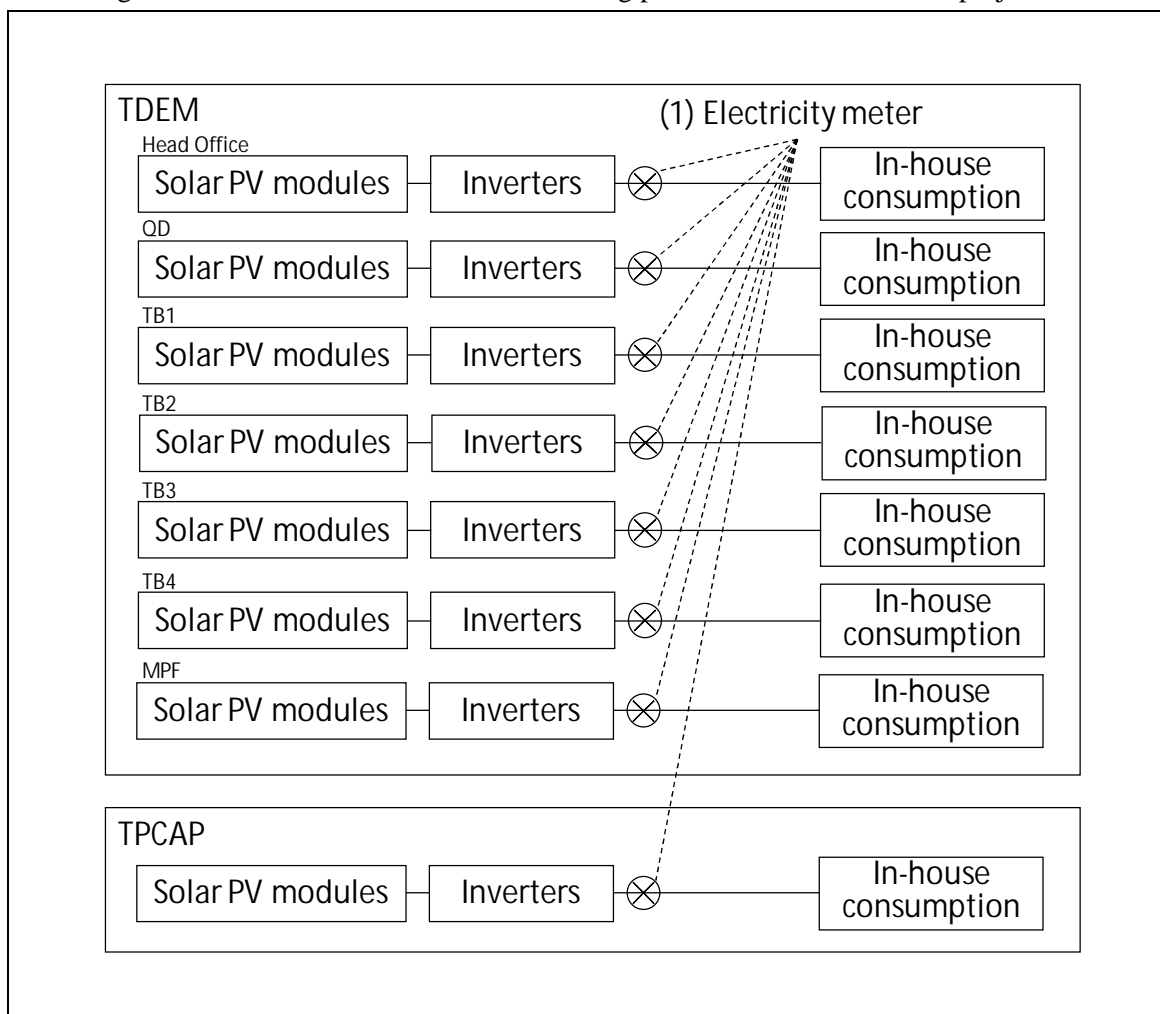 TDEM
(1) Electricity meter
Head Office
Solar PV modules
Inverters
In-house
consumption
QD
Solar PV modules
Inverters
In-house
consumption
TB1
Solar PV modules
Inverters
In-house
consumption
TB2
Solar PV modules
Inverters
In-house
consumption
TB3
Solar PV modules
Inverters
In-house
consumption
TB4
Solar PV modules
Inverters
In-house
consumption
MPF
Solar PV modules
Inverters
In-house
consumption
TPCAP
Solar PV modules
Inverters
In-house
consumption